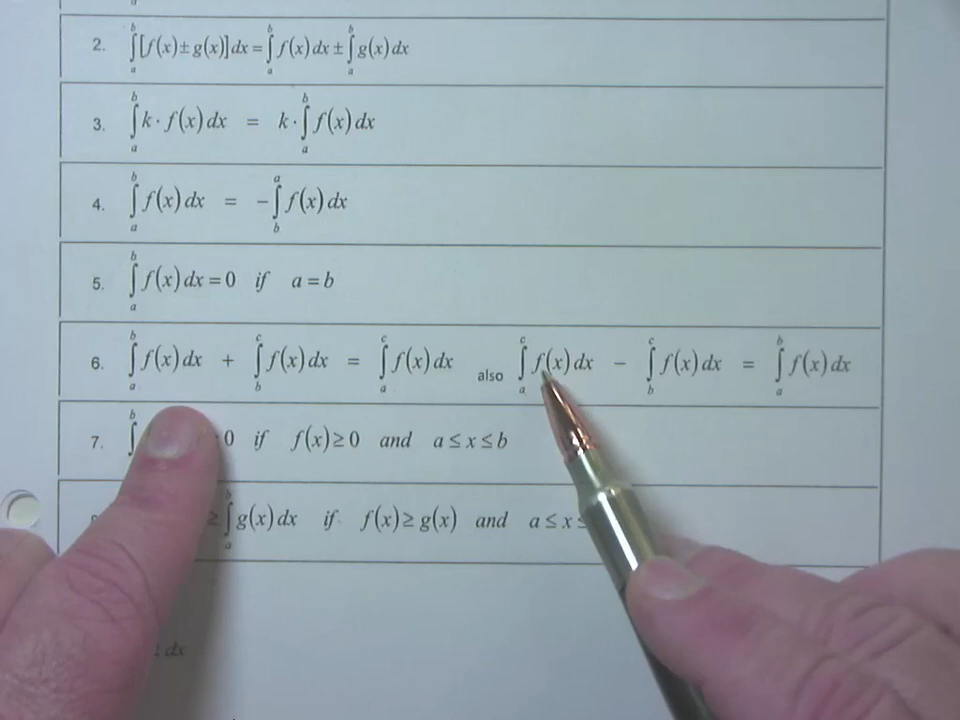 2. ∫_a^b [f(x) ± g(x)] dx = ∫_a^b f(x) dx ± ∫_a^b g(x) dx
3. ∫_a^b k · f(x) dx = k · ∫_a^b f(x) dx
4. ∫_a^b f(x) dx = − ∫_b^a f(x) dx
5. ∫_a^b f(x) dx = 0 if a = b
6. ∫_a^b f(x) dx + ∫_b^c f(x) dx = ∫_a^c f(x) dx also ∫_a^c f(x) dx − ∫_b^c f(x) dx = ∫_a^b f(x) dx
7. ∫^b 0 if f(x) ≥ 0 and a ≤ x ≤ b
≥ ∫_a^b g(x) dx if f(x) ≥ g(x) and a ≤ x ≤
dx